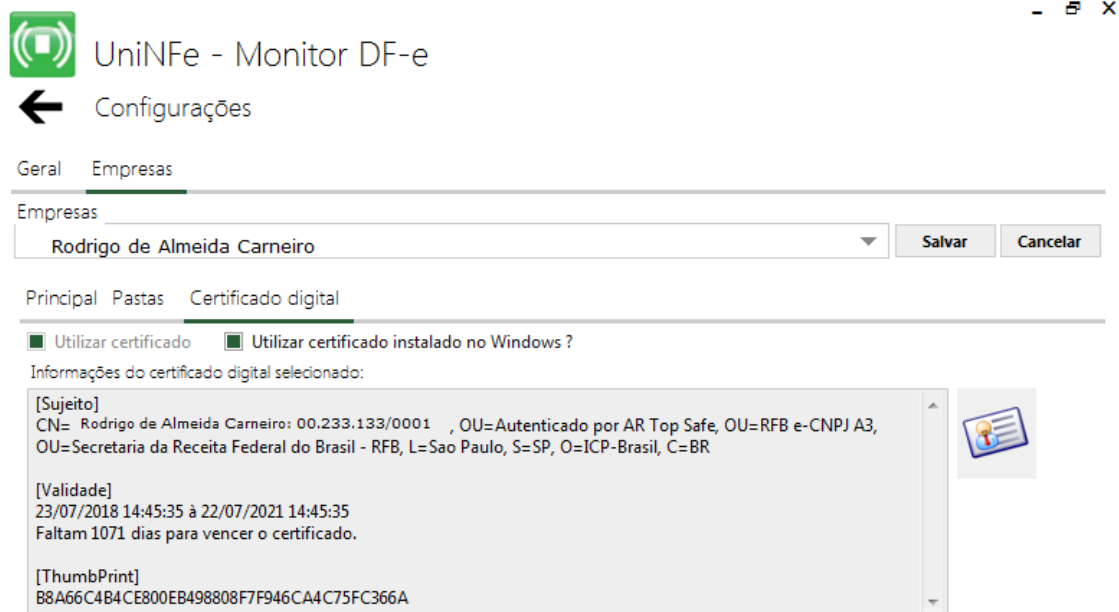 UniNFe - Monitor DF-e
Configurações
Geral Empresas
Empresas
Rodrigo de Almeida Carneiro Salvar Cancelar
Principal Pastas Certificado digital
Utilizar certificado Utilizar certificado instalado no Windows ?
Informações do certificado digital selecionado:
[Sujeito]
CN= Rodrigo de Almeida Carneiro: 00.233.133/0001 , OU=Autenticado por AR Top Safe, OU=RFB e-CNPJ A3,
OU=Secretaria da Receita Federal do Brasil - RFB, L=Sao Paulo, S=SP, O=ICP-Brasil, C=BR
[Validade]
23/07/2018 14:45:35 à 22/07/2021 14:45:35
Faltam 1071 dias para vencer o certificado.
[ThumbPrint]
B8A66C4B4CE800EB498808F7F946CA4C75FC366A